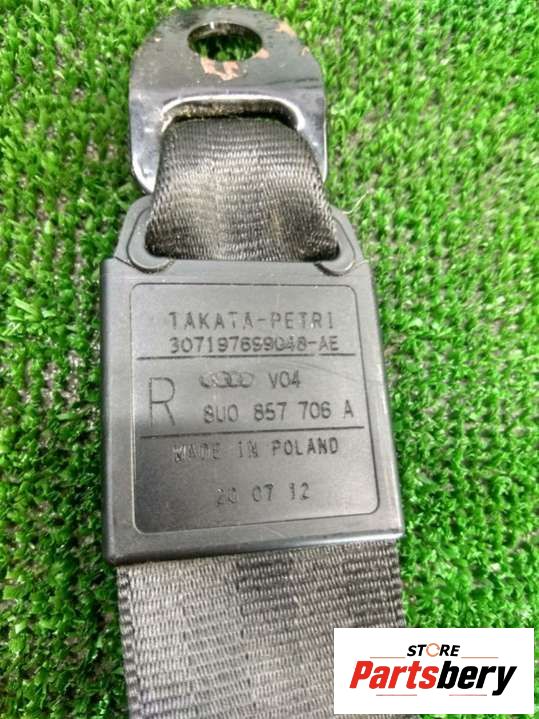 TAKATA-PETRI
307197699048-AE
R V04
8U0 857 706 A
MADE IN POLAND
20 07 12
STORE
Partsbery